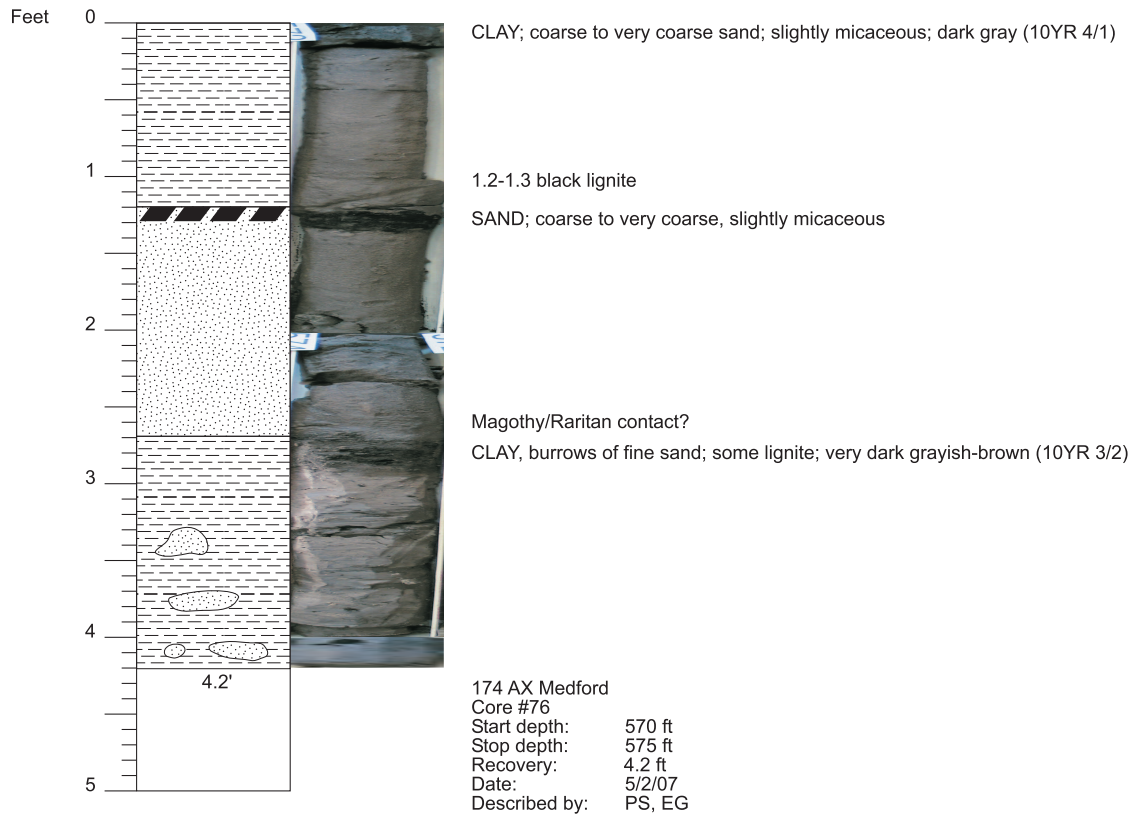 Feet
0
CLAY; coarse to very coarse sand; slightly micaceous; dark gray (10YR 4/1)
1
1.2-1.3 black lignite
SAND; coarse to very coarse, slightly micaceous
2
Magothy/Raritan contact?
CLAY, burrows of fine sand; some lignite; very dark grayish-brown (10YR 3/2)
3
4
4.2'
174 AX Medford
Core #76
Start depth: 570 ft
Stop depth: 575 ft
Recovery: 4.2 ft
Date: 5/2/07
Described by: PS, EG
5